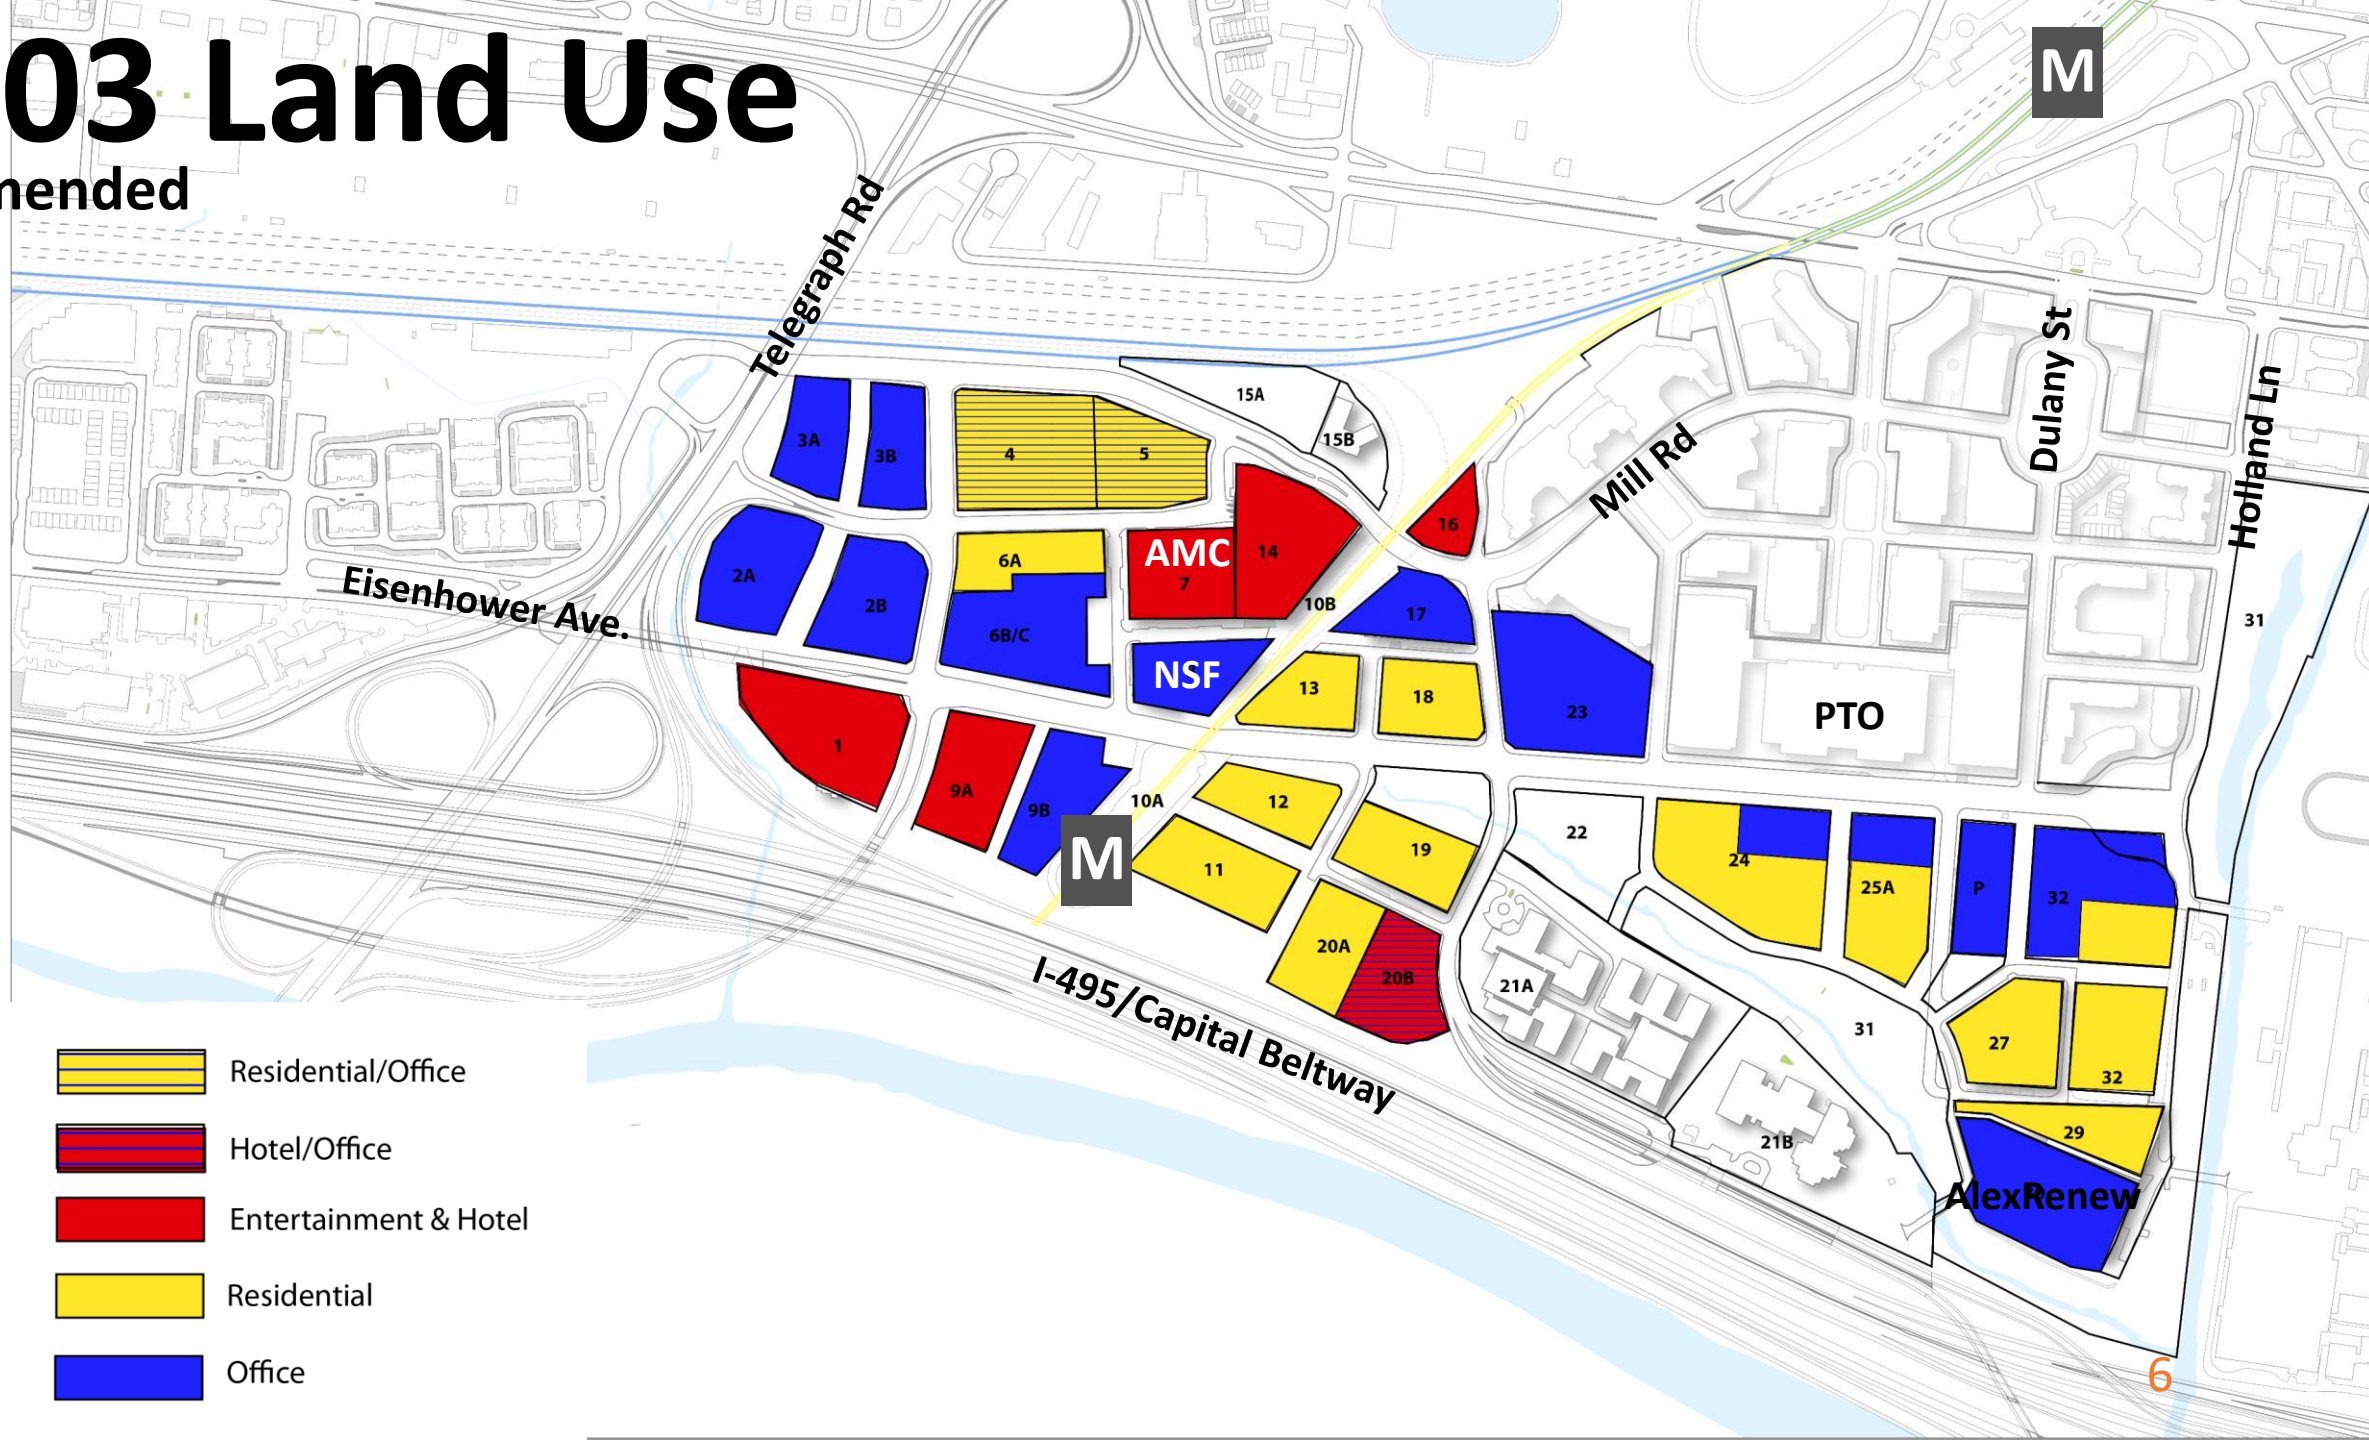 03 Land Use
mended
M
Telegraph Rd
Dulany St
Holland Ln
Mill Rd
Eisenhower Ave.
15A
15B
3A
3B
4
5
16
AMC
14
7
6A
2A
2B
10B
17
6B/C
31
NSF
13
18
23
PTO
1
9A
9B
10A
12
22
M
11
19
24
25A
P
32
20A
20B
21A
I-495/Capital Beltway
31
27
32
29
21B
AlexRenew
Residential/Office
Hotel/Office
Entertainment & Hotel
Residential
Office
6